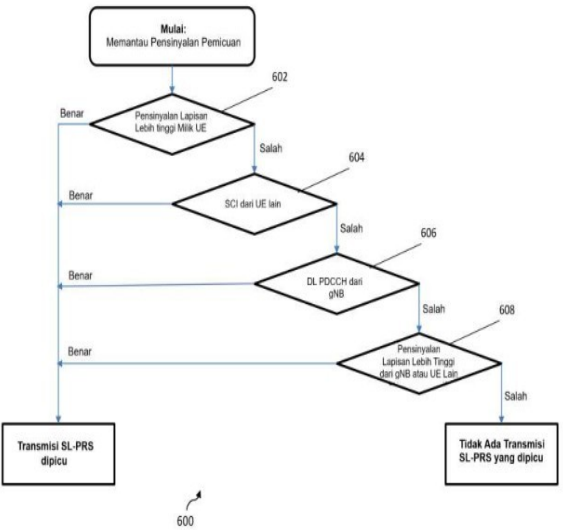 Mulai:
Memantau Pensinyalan Pemicuan
602
Benar
Pensinyalan Lapisan
Lebih tinggi Milik UE
Salah
604
Benar
SCI dari UE lain
Salah
606
Benar
DL PDCCH dari
gNB
Salah
608
Benar
Pensinyalan
Lapisan Lebih Tinggi
dari gNB atau UE Lain
Salah
Transmisi SL-PRS
dipicu
Tidak Ada Transmisi
SL-PRS yang dipicu
600